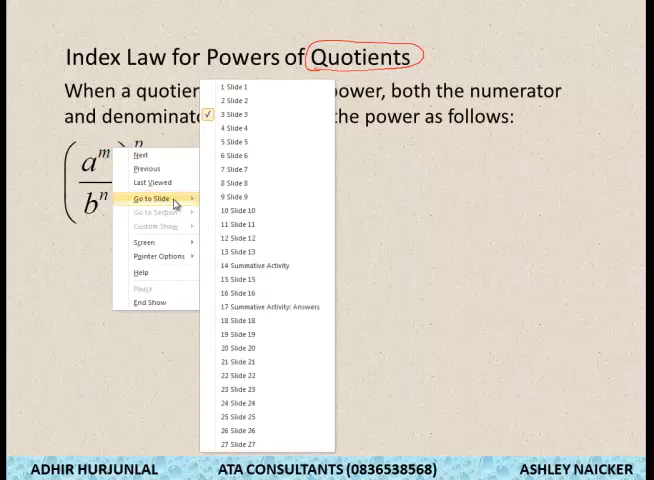 Index Law for Powers of Quotients
When a quotien power, both the numerator
and denominato the power as follows:
(a^m
b^n
n
Next
Previous
Last Viewed
Go to Slide
Go to Section
Custom Show
Screen
Pointer Options
Help
Pause
End Show
1 Slide 1
2 Slide 2
3 Slide 3
4 Slide 4
5 Slide 5
6 Slide 6
7 Slide 7
8 Slide 8
9 Slide 9
10 Slide 10
11 Slide 11
12 Slide 12
13 Slide 13
14 Summative Activity
15 Slide 15
16 Slide 16
17 Summative Activity: Answers
18 Slide 18
19 Slide 19
20 Slide 20
21 Slide 21
22 Slide 22
23 Slide 23
24 Slide 24
25 Slide 25
26 Slide 26
27 Slide 27
ADHIR HURJUNLAL ATA CONSULTANTS (0836538568) ASHLEY NAICKER